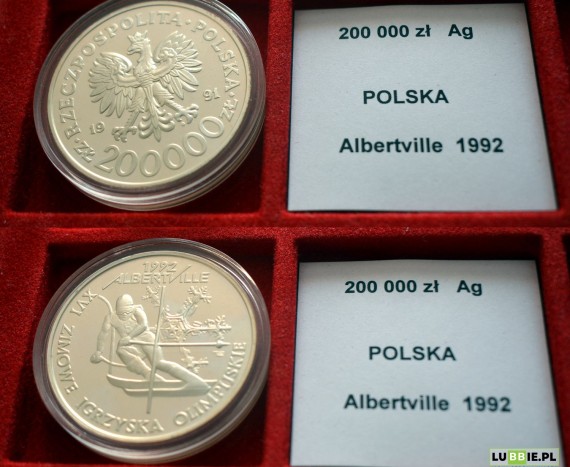 RZECZPOSPOLITA · POLSKA
19 91
zł 200000 zł
200 000 zł Ag
POLSKA
Albertville 1992
1992
ALBERTVILLE
XVI ZIMOWE IGRZYSKA OLIMPIJSKIE
200 000 zł Ag
POLSKA
Albertville 1992
LUBBIE.PL